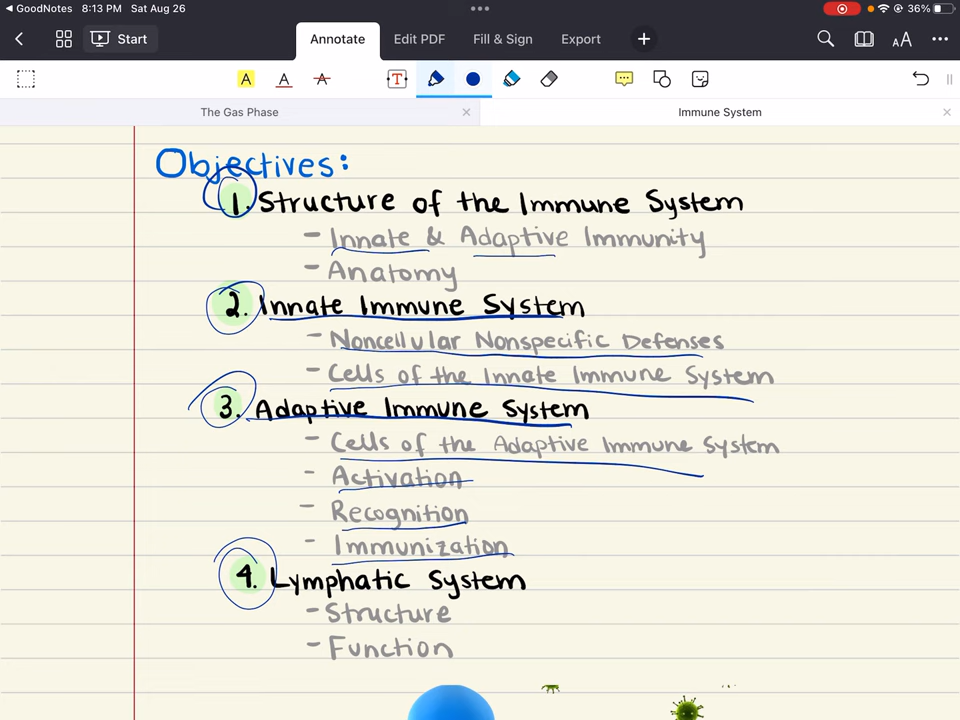 GoodNotes 8:13 PM Sat Aug 26 36%
Start Annotate Edit PDF Fill & Sign Export
The Gas Phase Immune System
Objectives:
1. Structure of the Immune System
- Innate & Adaptive Immunity
- Anatomy
2. Innate Immune System
- Noncellular Nonspecific Defenses
- Cells of the Innate Immune System
3. Adaptive Immune System
- Cells of the Adaptive Immune System
- Activation
- Recognition
- Immunization
4. Lymphatic System
- Structure
- Function